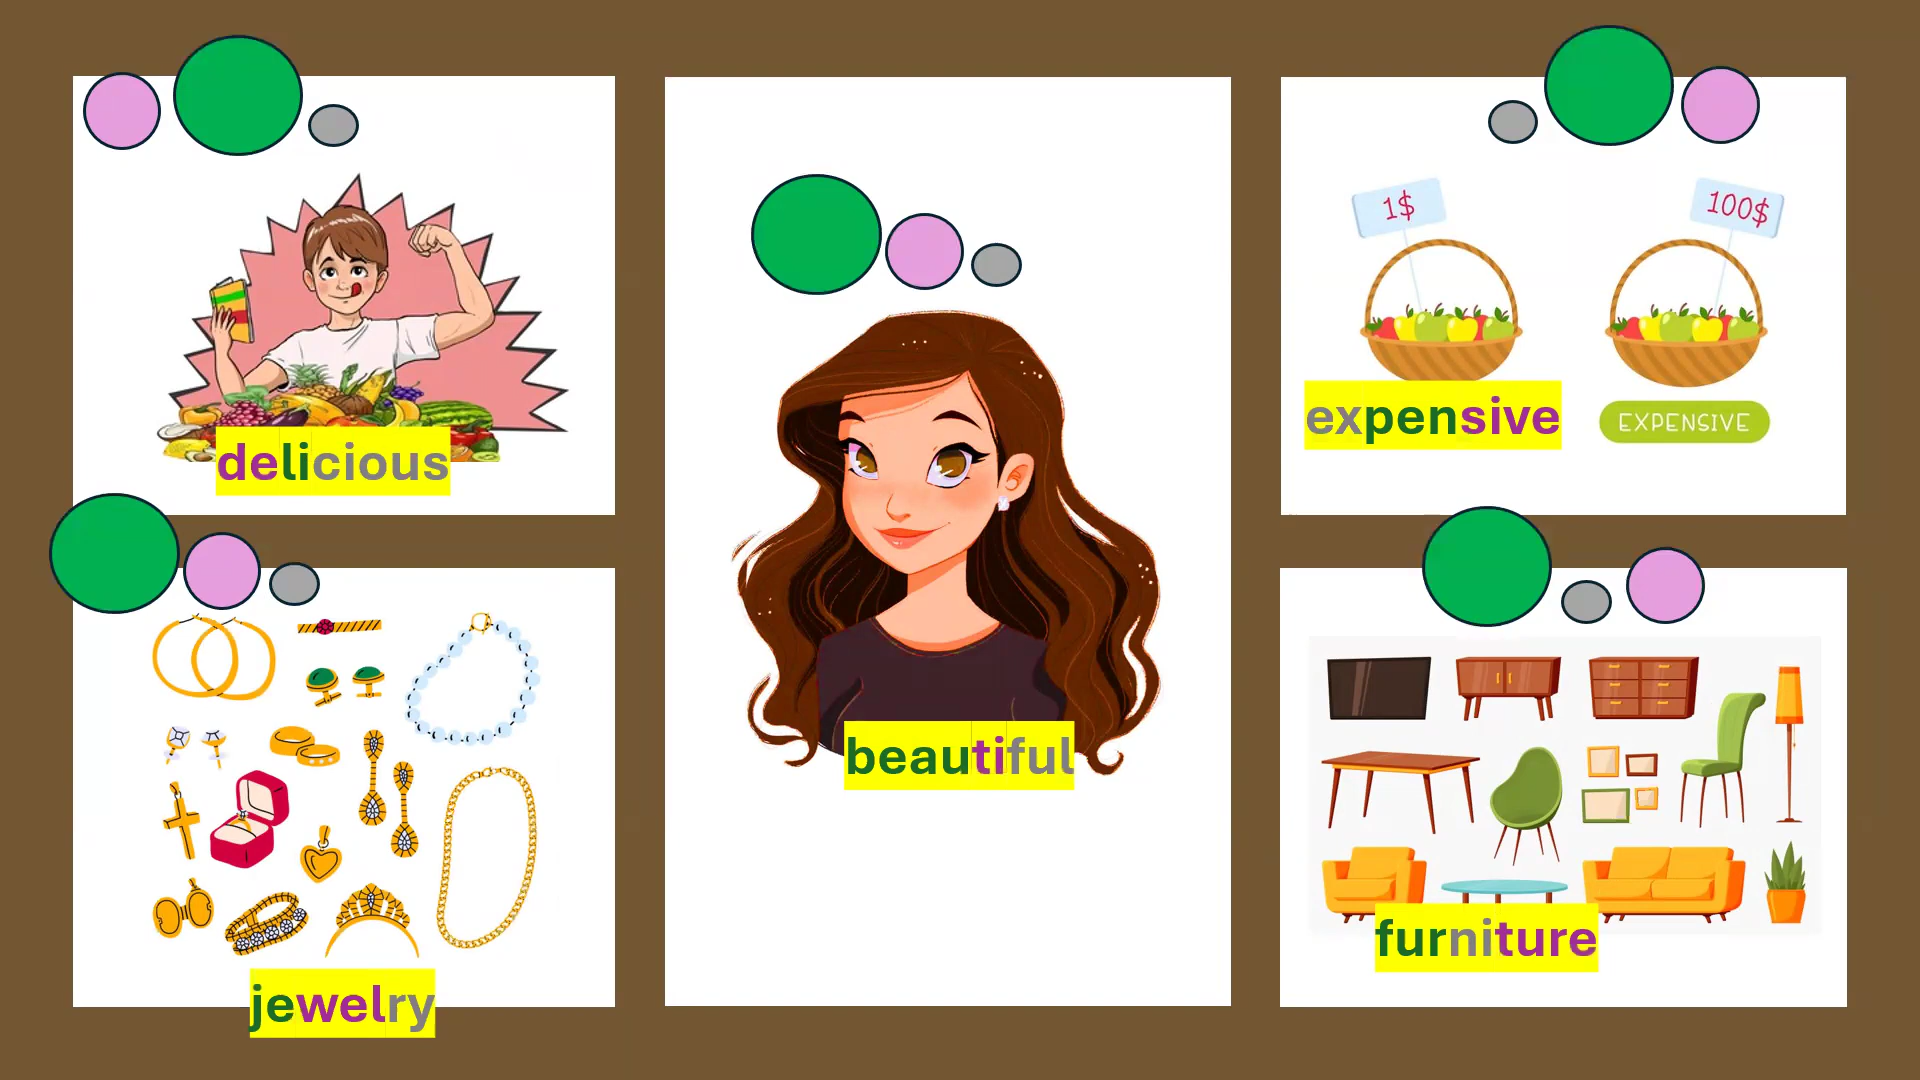 delicious
beautiful
1$
100$
expensive
EXPENSIVE
jewelry
furniture